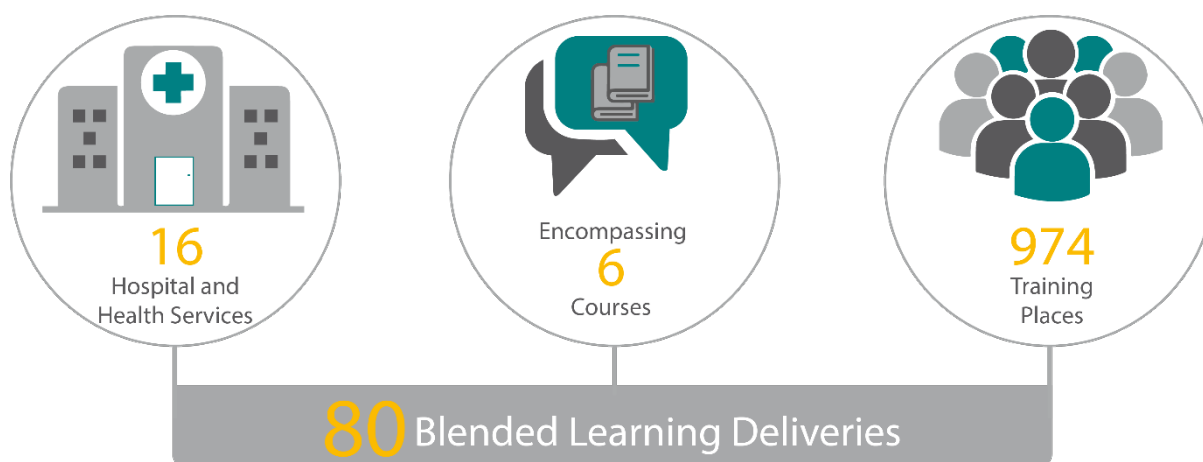 16
Hospital and
Health Services
Encompassing
6
Courses
974
Training
Places
80 Blended Learning Deliveries